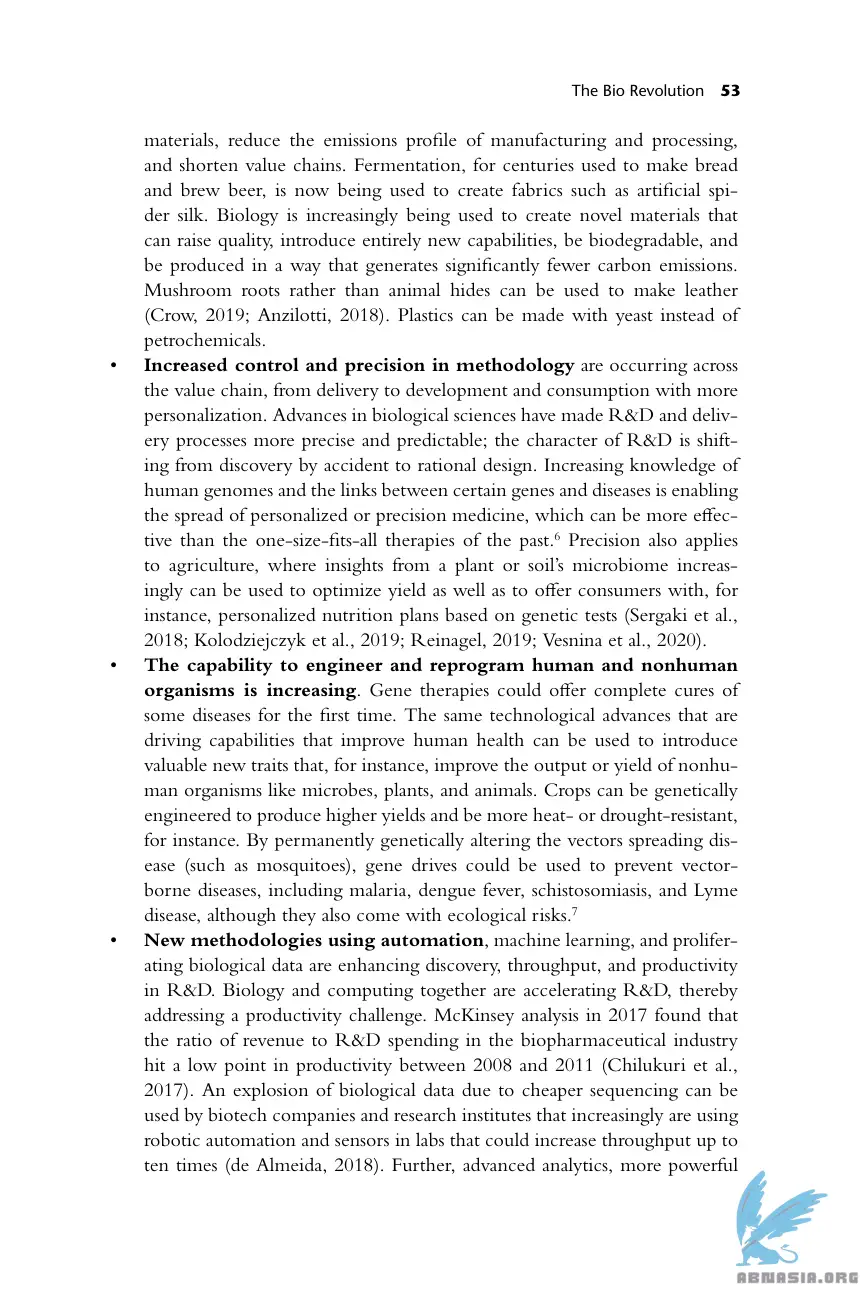 The Bio Revolution 53
materials, reduce the emissions profile of manufacturing and processing,
and shorten value chains. Fermentation, for centuries used to make bread
and brew beer, is now being used to create fabrics such as artificial spi-
der silk. Biology is increasingly being used to create novel materials that
can raise quality, introduce entirely new capabilities, be biodegradable, and
be produced in a way that generates significantly fewer carbon emissions.
Mushroom roots rather than animal hides can be used to make leather
(Crow, 2019; Anzilotti, 2018). Plastics can be made with yeast instead of
petrochemicals.
• Increased control and precision in methodology are occurring across
the value chain, from delivery to development and consumption with more
personalization. Advances in biological sciences have made R&D and deliv-
ery processes more precise and predictable; the character of R&D is shift-
ing from discovery by accident to rational design. Increasing knowledge of
human genomes and the links between certain genes and diseases is enabling
the spread of personalized or precision medicine, which can be more effec-
tive than the one-size-fits-all therapies of the past.⁶ Precision also applies
to agriculture, where insights from a plant or soil's microbiome increas-
ingly can be used to optimize yield as well as to offer consumers with, for
instance, personalized nutrition plans based on genetic tests (Sergaki et al.,
2018; Kolodziejczyk et al., 2019; Reinagel, 2019; Vesnina et al., 2020).
• The capability to engineer and reprogram human and nonhuman
organisms is increasing. Gene therapies could offer complete cures of
some diseases for the first time. The same technological advances that are
driving capabilities that improve human health can be used to introduce
valuable new traits that, for instance, improve the output or yield of nonhu-
man organisms like microbes, plants, and animals. Crops can be genetically
engineered to produce higher yields and be more heat- or drought-resistant,
for instance. By permanently genetically altering the vectors spreading dis-
ease (such as mosquitoes), gene drives could be used to prevent vector-
borne diseases, including malaria, dengue fever, schistosomiasis, and Lyme
disease, although they also come with ecological risks.⁷
• New methodologies using automation, machine learning, and prolifer-
ating biological data are enhancing discovery, throughput, and productivity
in R&D. Biology and computing together are accelerating R&D, thereby
addressing a productivity challenge. McKinsey analysis in 2017 found that
the ratio of revenue to R&D spending in the biopharmaceutical industry
hit a low point in productivity between 2008 and 2011 (Chilukuri et al.,
2017). An explosion of biological data due to cheaper sequencing can be
used by biotech companies and research institutes that increasingly are using
robotic automation and sensors in labs that could increase throughput up to
ten times (de Almeida, 2018). Further, advanced analytics, more powerful
ABNASIA.ORG